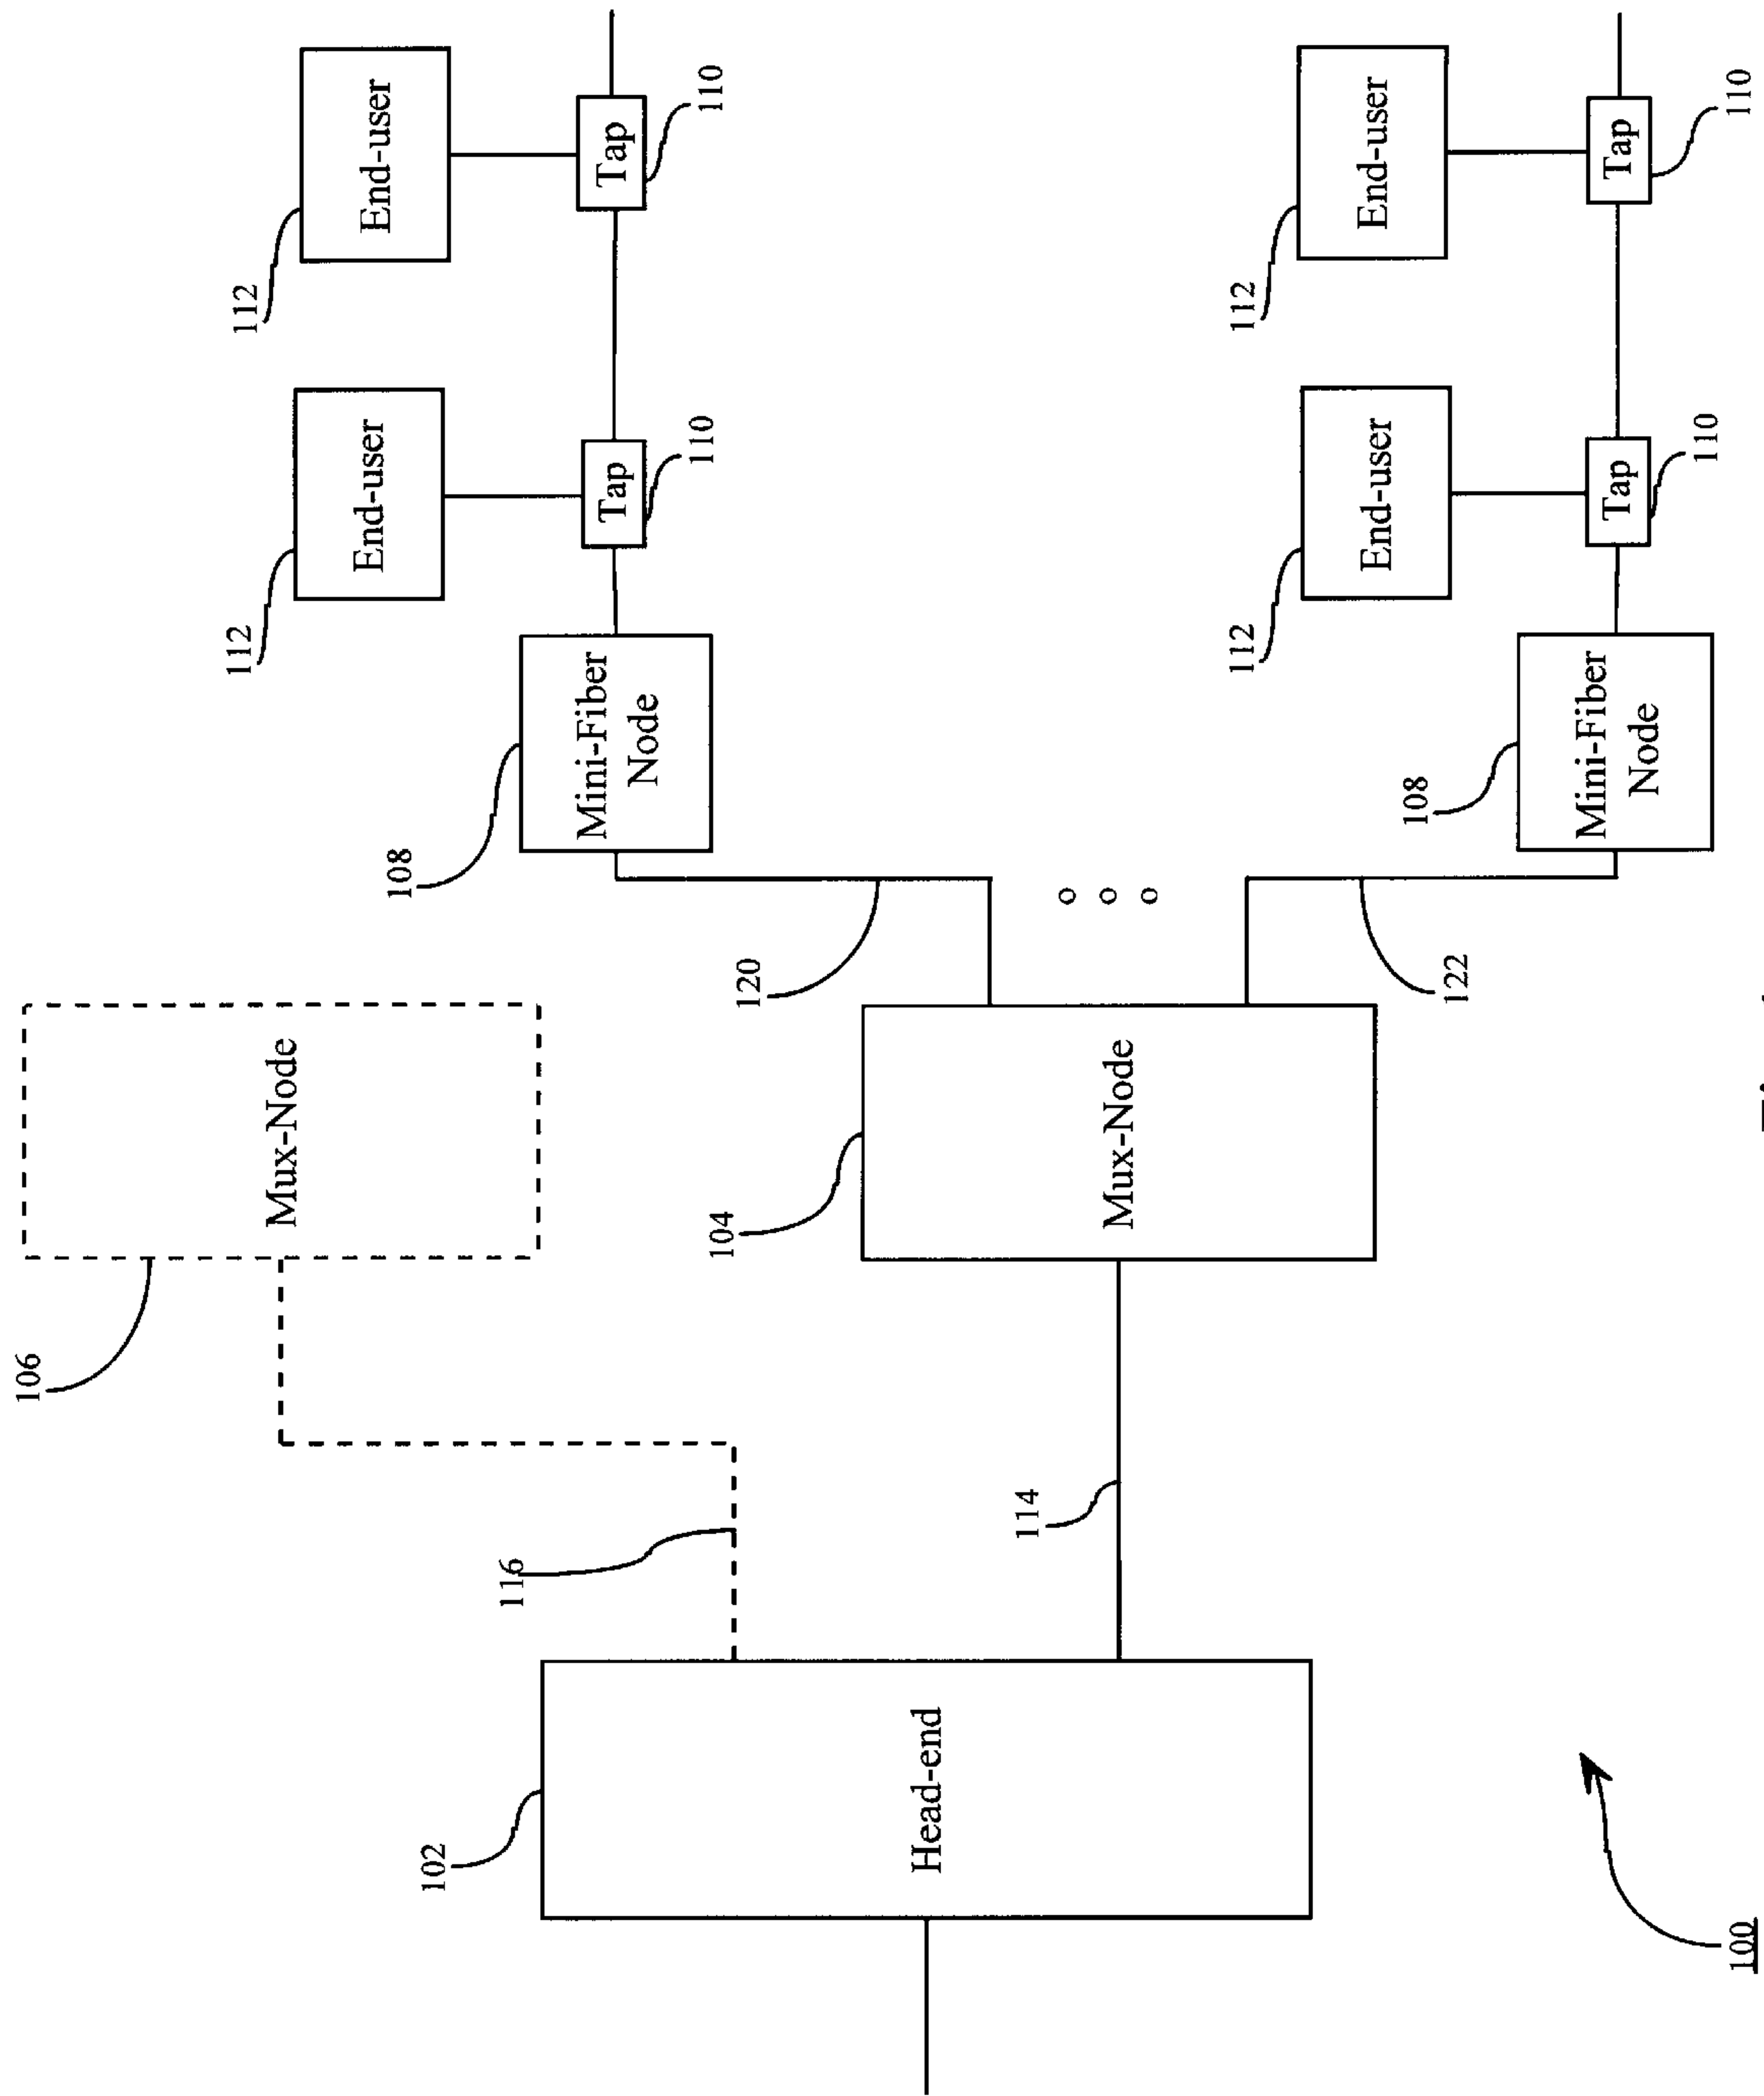 106
112
112
Mux-Node
End-user
End-user
108
102
116
Mini-Fiber
Node
Tap
Tap
110
110
104
120
Head-end
114
Mux-Node
112
112
End-user
End-user
108
122
Mini-Fiber
Node
Tap
Tap
110
110
100